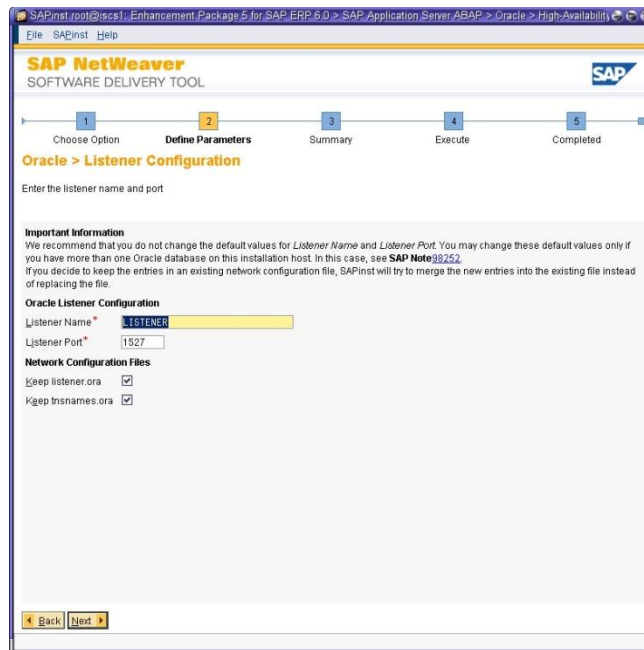 SAPinst root@jscs1: Enhancement Package 5 for SAP ERP 6.0 > SAP Application Server ABAP > Oracle > High-Availability
File SAPinst Help
SAP NetWeaver
SOFTWARE DELIVERY TOOL
SAP
1 2 3 4 5
Choose Option Define Parameters Summary Execute Completed
Oracle > Listener Configuration
Enter the listener name and port
Important Information
We recommend that you do not change the default values for Listener Name and Listener Port. You may change these default values only if
you have more than one Oracle database on this installation host. In this case, see SAP Note98252.
If you decide to keep the entries in an existing network configuration file, SAPinst will try to merge the new entries into the existing file instead
of replacing the file.
Oracle Listener Configuration
Listener Name* LISTENER
Listener Port* 1527
Network Configuration Files
Keep listener.ora
Keep tnsnames.ora
Back Next